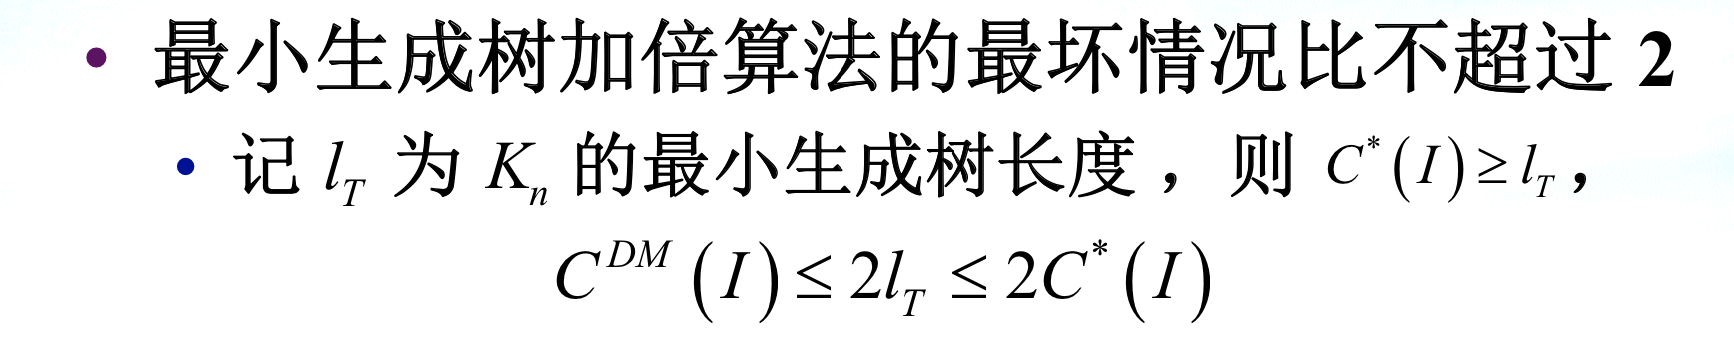 • 最小生成树加倍算法的最坏情况比不超过 2
• 记 l_T 为 K_n 的最小生成树长度，则 C^*(I) ≥ l_T，
C^{DM}(I) ≤ 2l_T ≤ 2C^*(I)